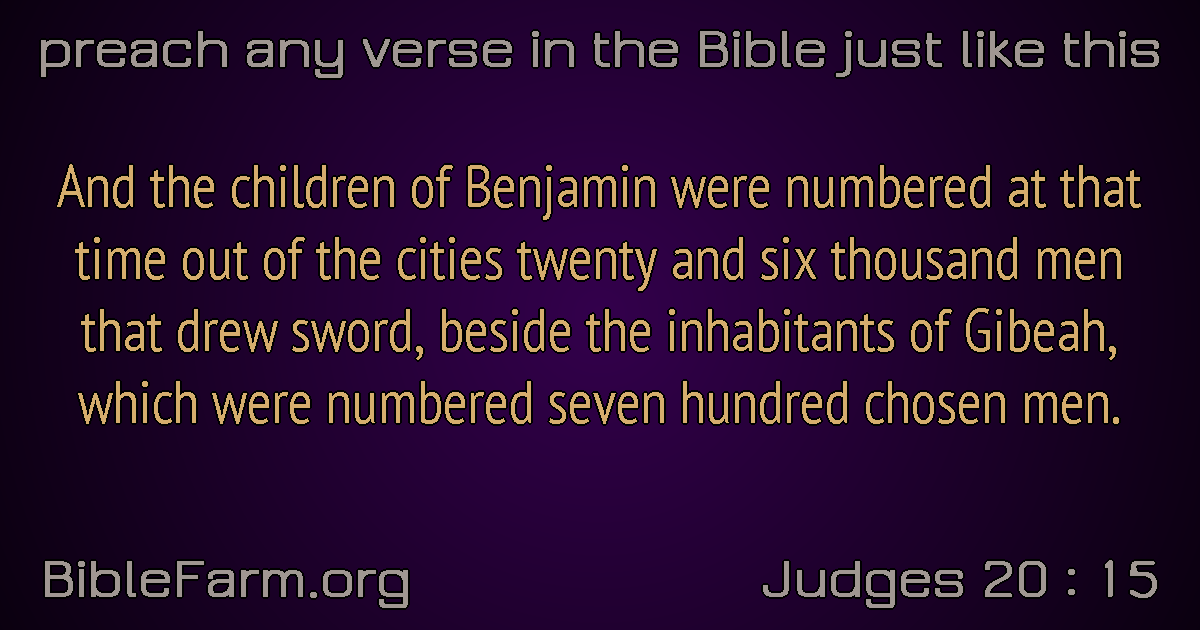 preach any verse in the Bible just like this
And the children of Benjamin were numbered at that
time out of the cities twenty and six thousand men
that drew sword, beside the inhabitants of Gibeah,
which were numbered seven hundred chosen men.
BibleFarm.org
Judges 20 : 15